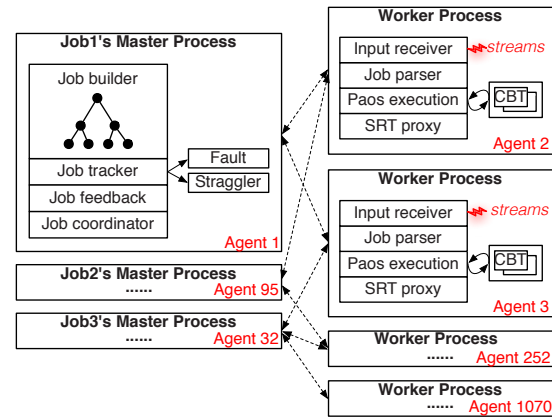 Job1's Master Process
Job builder
Job tracker
Fault
Straggler
Job feedback
Job coordinator
Agent 1
Job2's Master Process
......
Agent 95
Job3's Master Process
......
Agent 32
Worker Process
Input receiver
streams
Job parser
Paos execution
CBT
SRT proxy
Agent 2
Worker Process
Input receiver
streams
Job parser
Paos execution
CBT
SRT proxy
Agent 3
Worker Process
...... Agent 252
Worker Process
...... Agent 1070